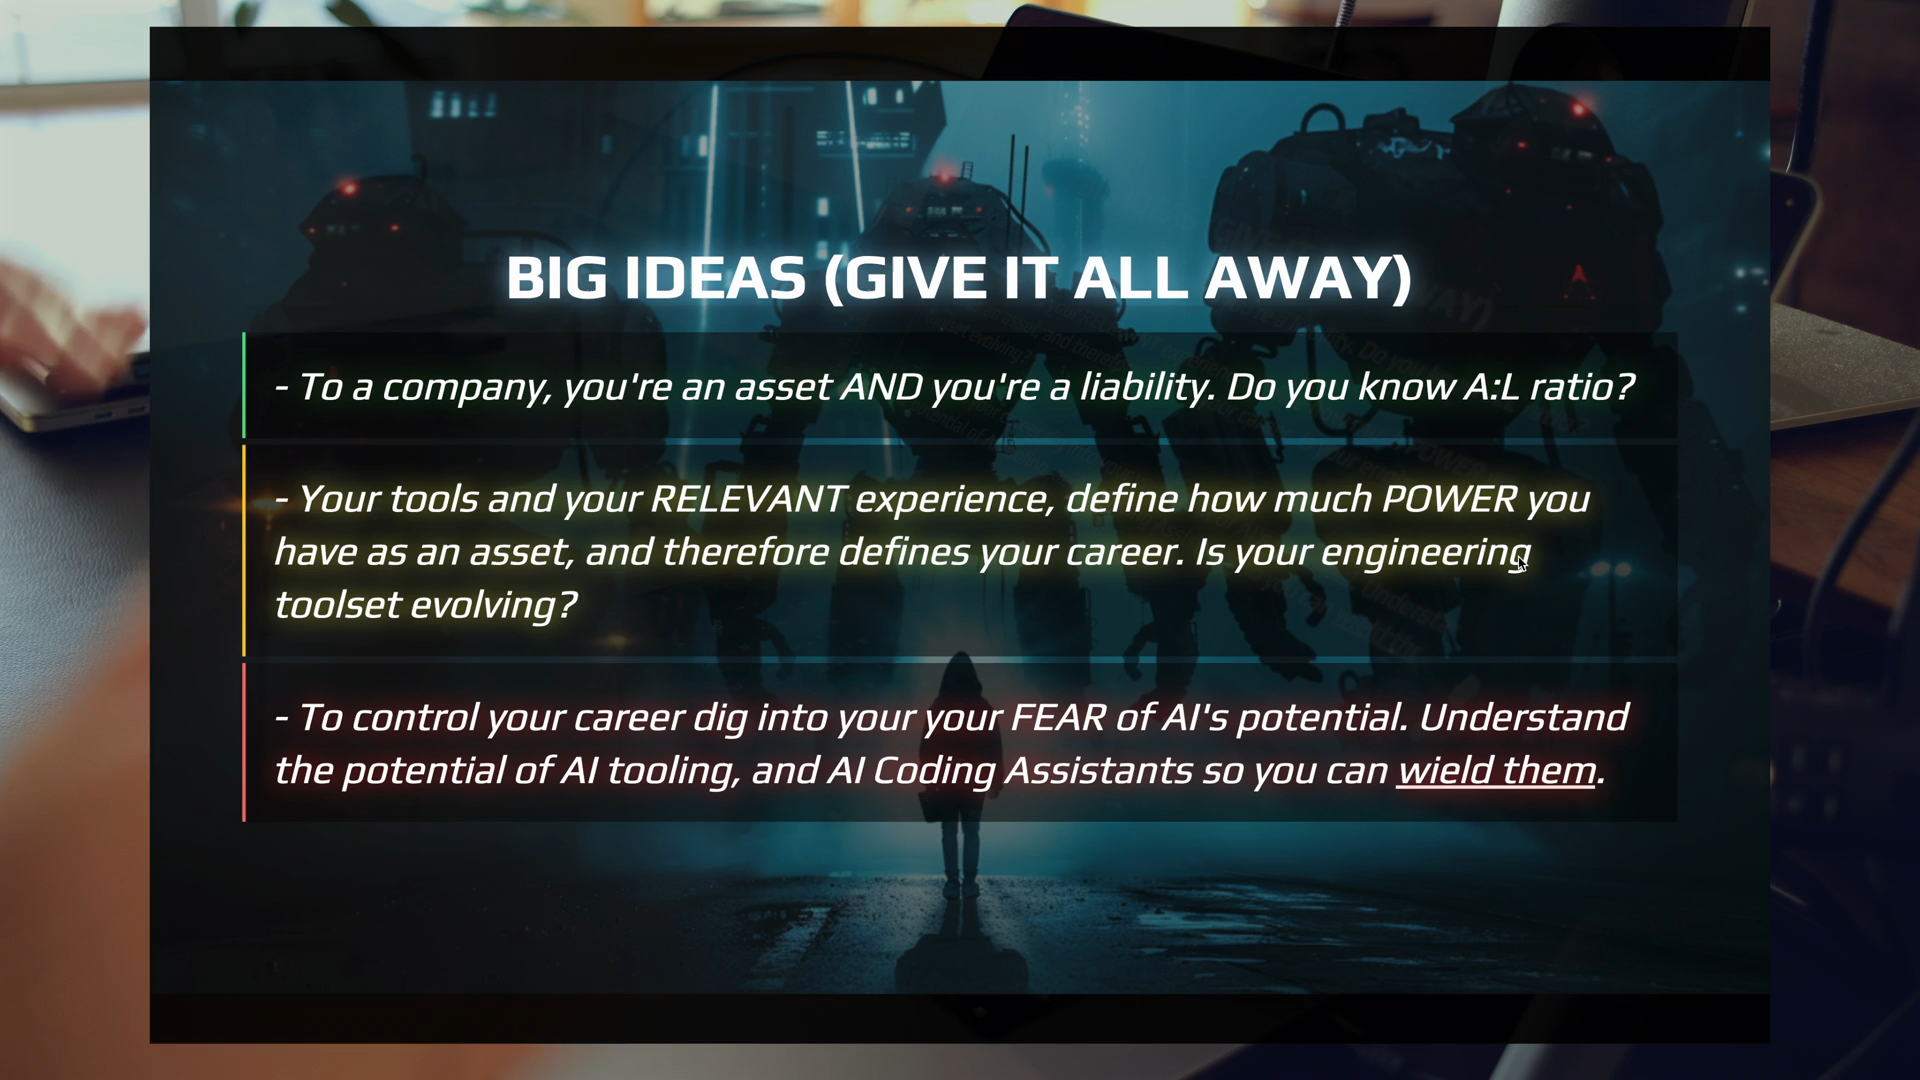 BIG IDEAS (GIVE IT ALL AWAY)
- To a company, you're an asset AND you're a liability. Do you know A:L ratio?
- Your tools and your RELEVANT experience, define how much POWER you
have as an asset, and therefore defines your career. Is your engineering
toolset evolving?
- To control your career dig into your your FEAR of AI's potential. Understand
the potential of AI tooling, and AI Coding Assistants so you can wield them.